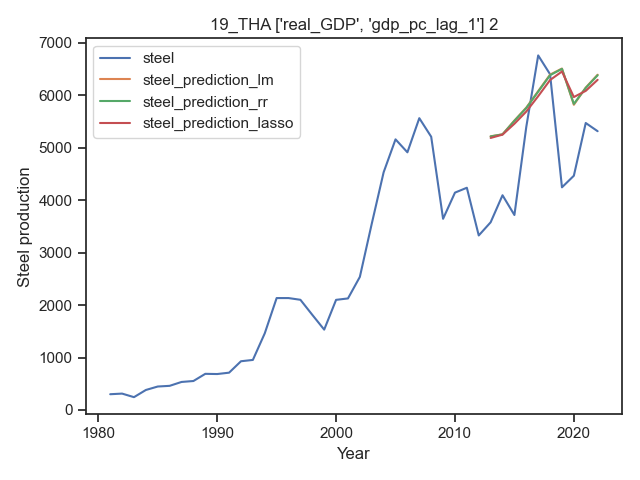 19_THA ['real_GDP', 'gdp_pc_lag_1'] 2
steel
steel_prediction_lm
steel_prediction_rr
steel_prediction_lasso
7000
6000
5000
4000
3000
2000
1000
0
Steel production
1980
1990
2000
2010
2020
Year